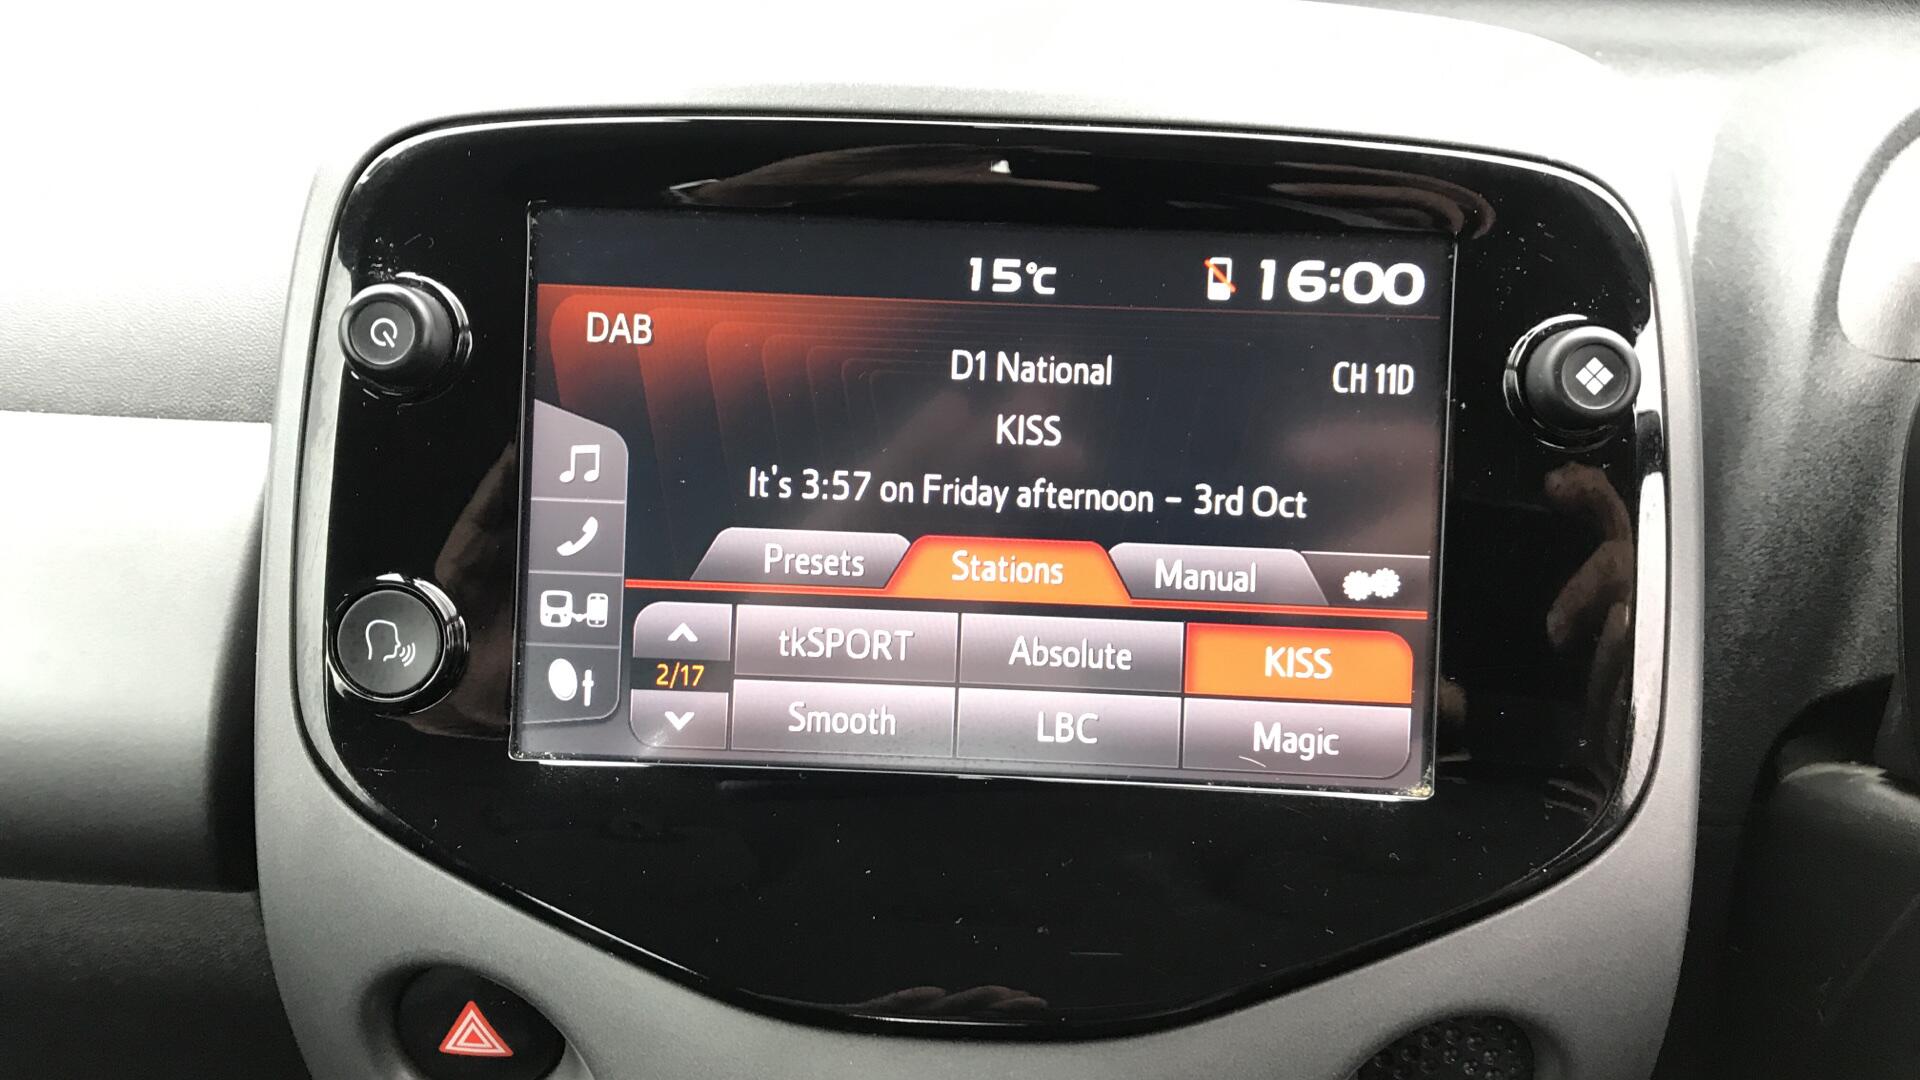 15°C
16:00
DAB
D1 National
CH 11D
KISS
It's 3:57 on Friday afternoon - 3rd Oct
Presets
Stations
Manual
tkSPORT
Absolute
KISS
2/17
Smooth
LBC
Magic